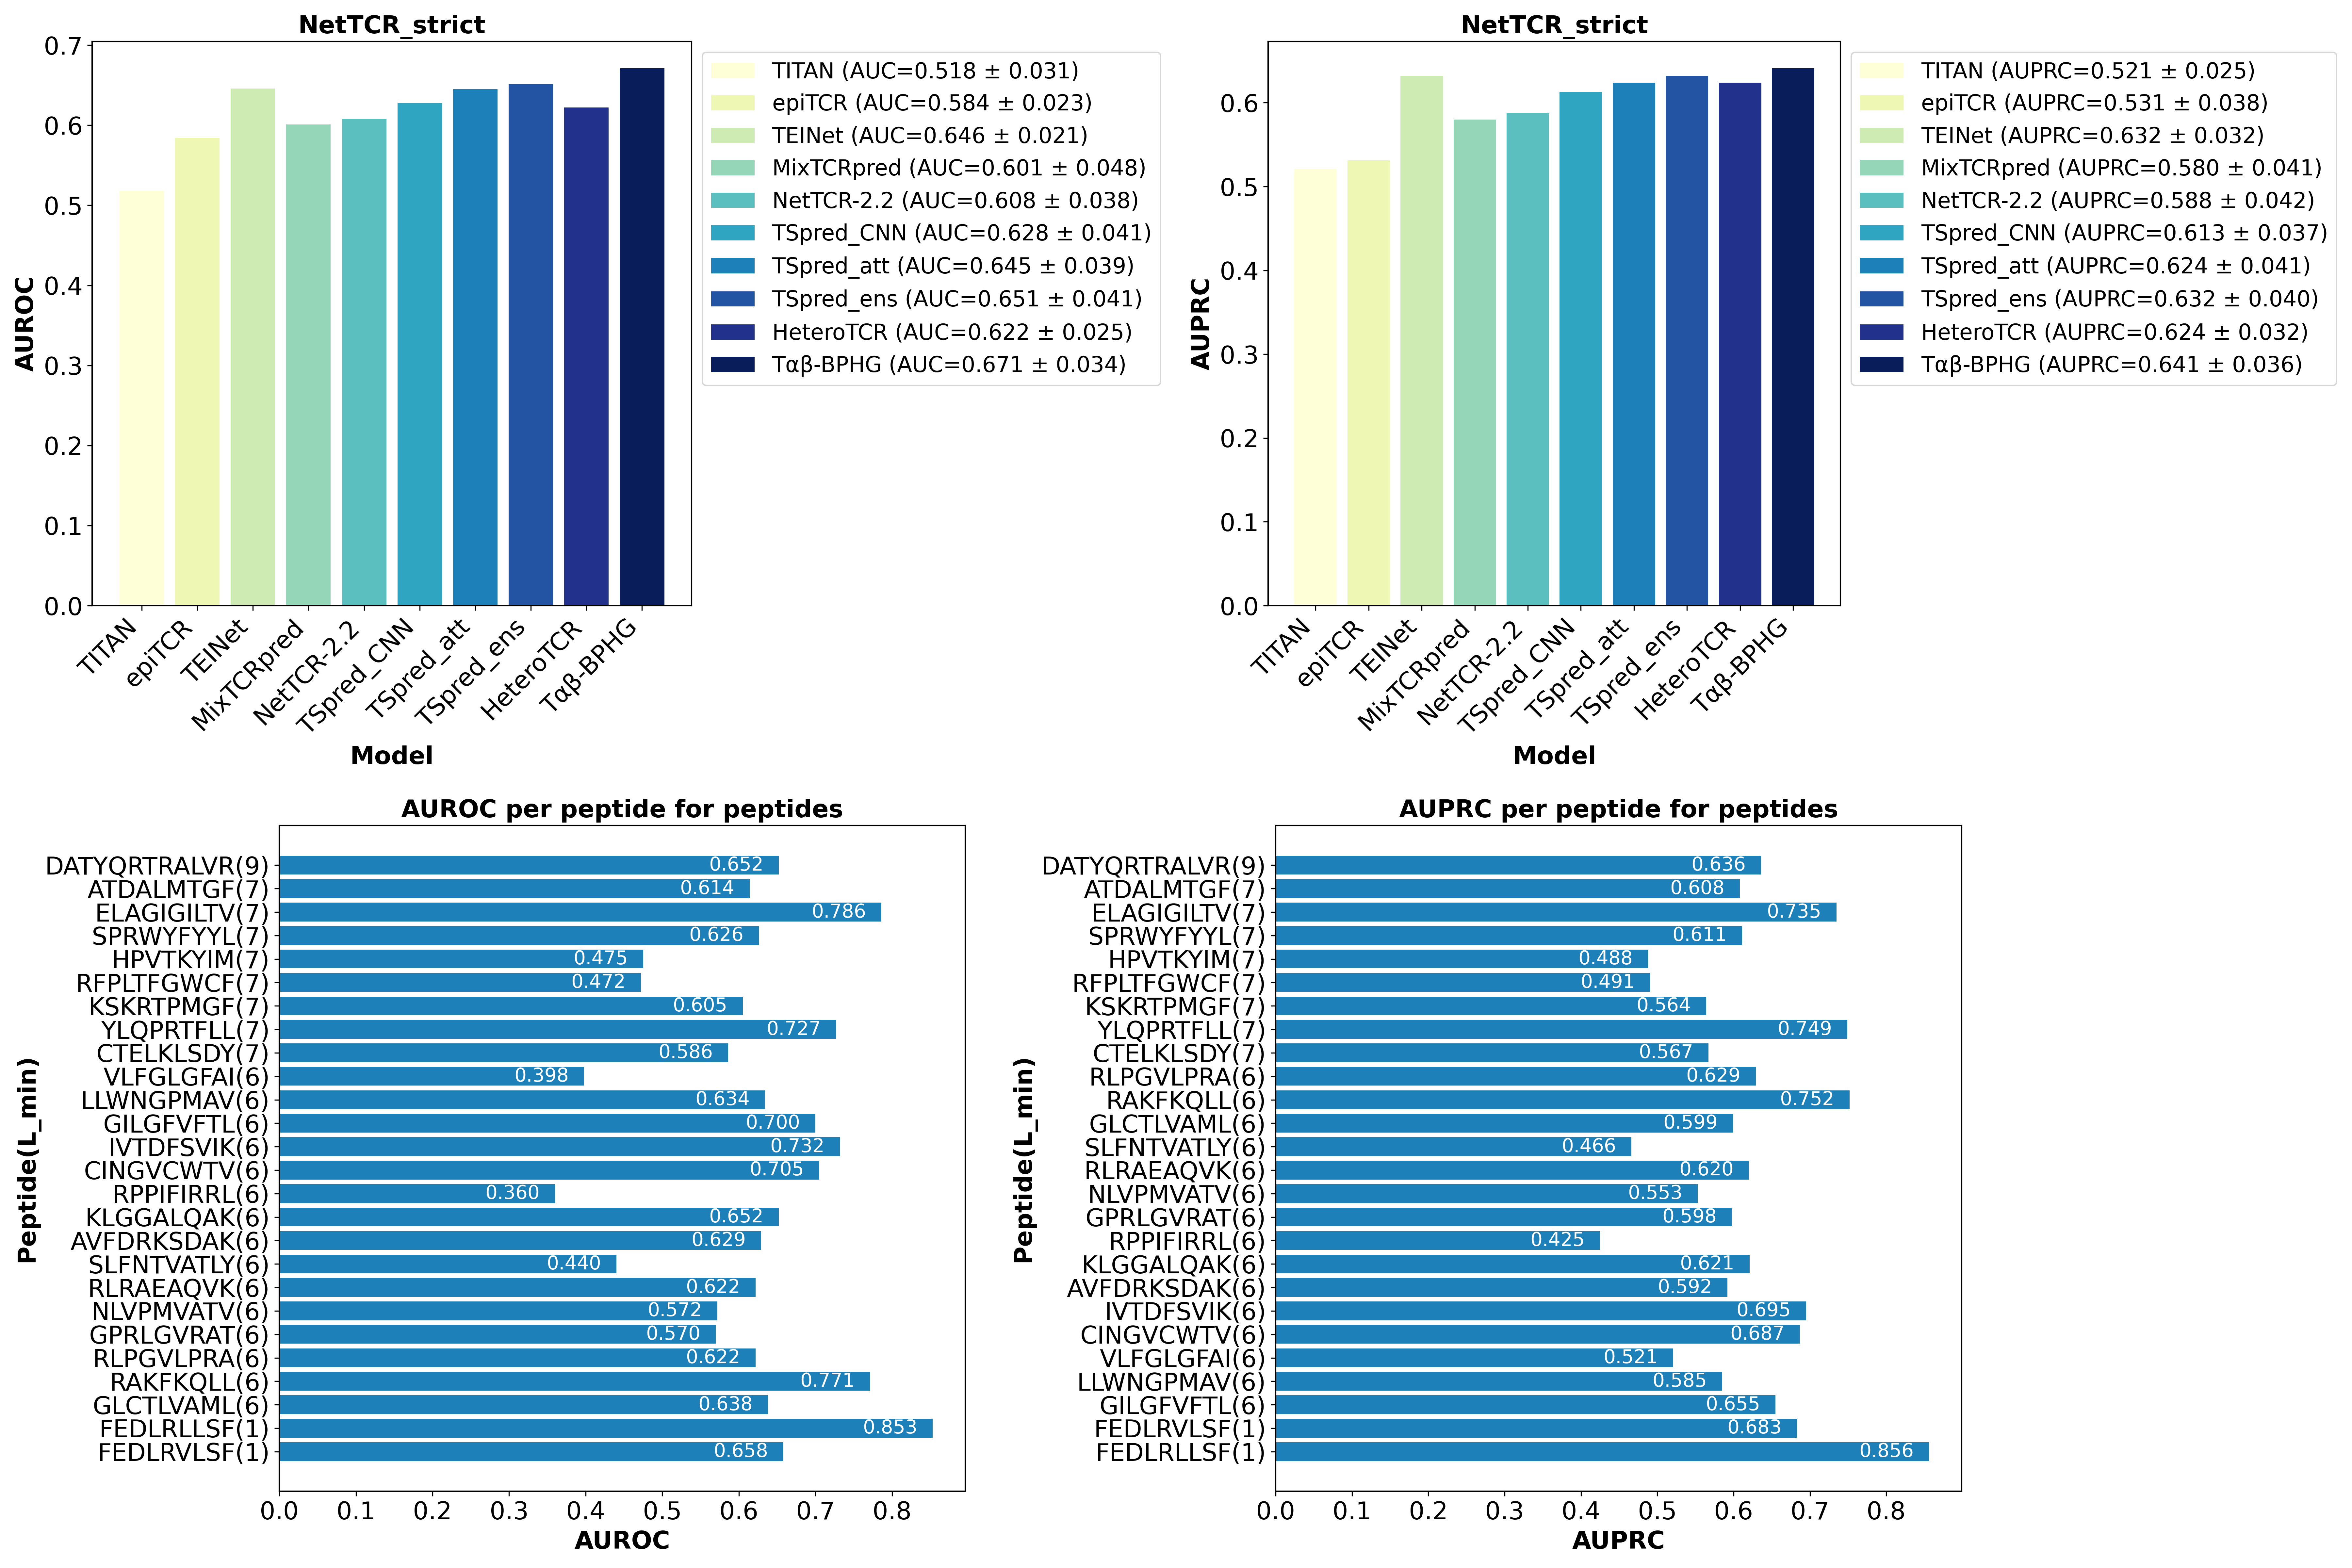 NetTCR_strict
0.7
0.6
0.5
0.4
0.3
0.2
0.1
0.0
AUROC
TITAN
epiTCR
TEINet
MixTCRpred
NetTCR-2.2
TSpred_CNN
TSpred_att
TSpred_ens
HeteroTCR
Tαβ-BPHG
Model
TITAN (AUC=0.518 ± 0.031)
epiTCR (AUC=0.584 ± 0.023)
TEINet (AUC=0.646 ± 0.021)
MixTCRpred (AUC=0.601 ± 0.048)
NetTCR-2.2 (AUC=0.608 ± 0.038)
TSpred_CNN (AUC=0.628 ± 0.041)
TSpred_att (AUC=0.645 ± 0.039)
TSpred_ens (AUC=0.651 ± 0.041)
HeteroTCR (AUC=0.622 ± 0.025)
Tαβ-BPHG (AUC=0.671 ± 0.034)
NetTCR_strict
0.6
0.5
0.4
0.3
0.2
0.1
0.0
AUPRC
TITAN
epiTCR
TEINet
MixTCRpred
NetTCR-2.2
TSpred_CNN
TSpred_att
TSpred_ens
HeteroTCR
Tαβ-BPHG
Model
TITAN (AUPRC=0.521 ± 0.025)
epiTCR (AUPRC=0.531 ± 0.038)
TEINet (AUPRC=0.632 ± 0.032)
MixTCRpred (AUPRC=0.580 ± 0.041)
NetTCR-2.2 (AUPRC=0.588 ± 0.042)
TSpred_CNN (AUPRC=0.613 ± 0.037)
TSpred_att (AUPRC=0.624 ± 0.041)
TSpred_ens (AUPRC=0.632 ± 0.040)
HeteroTCR (AUPRC=0.624 ± 0.032)
Tαβ-BPHG (AUPRC=0.641 ± 0.036)
AUROC per peptide for peptides
Peptide(L_min)
DATYQRTRALVR(9) 0.652
ATDALMTGF(7) 0.614
ELAGIGILTV(7) 0.786
SPRWYFYYL(7) 0.626
HPVTKYIM(7) 0.475
RFPLTFGWCF(7) 0.472
KSKRTPMGF(7) 0.605
YLQPRTFLL(7) 0.727
CTELKLSDY(7) 0.586
VLFGLGFAI(6) 0.398
LLWNGPMAV(6) 0.634
GILGFVFTL(6) 0.700
IVTDFSVIK(6) 0.732
CINGVCWTV(6) 0.705
RPPIFIRRL(6) 0.360
KLGGALQAK(6) 0.652
AVFDRKSDAK(6) 0.629
SLFNTVATLY(6) 0.440
RLRAEAQVK(6) 0.622
NLVPMVATV(6) 0.572
GPRLGVRAT(6) 0.570
RLPGVLPRA(6) 0.622
RAKFKQLL(6) 0.771
GLCTLVAML(6) 0.638
FEDLRLLSF(1) 0.853
FEDLRVLSF(1) 0.658
0.0 0.1 0.2 0.3 0.4 0.5 0.6 0.7 0.8
AUROC
AUPRC per peptide for peptides
Peptide(L_min)
DATYQRTRALVR(9) 0.636
ATDALMTGF(7) 0.608
ELAGIGILTV(7) 0.735
SPRWYFYYL(7) 0.611
HPVTKYIM(7) 0.488
RFPLTFGWCF(7) 0.491
KSKRTPMGF(7) 0.564
YLQPRTFLL(7) 0.749
CTELKLSDY(7) 0.567
RLPGVLPRA(6) 0.629
RAKFKQLL(6) 0.752
GLCTLVAML(6) 0.599
SLFNTVATLY(6) 0.466
RLRAEAQVK(6) 0.620
NLVPMVATV(6) 0.553
GPRLGVRAT(6) 0.598
RPPIFIRRL(6) 0.425
KLGGALQAK(6) 0.621
AVFDRKSDAK(6) 0.592
IVTDFSVIK(6) 0.695
CINGVCWTV(6) 0.687
VLFGLGFAI(6) 0.521
LLWNGPMAV(6) 0.585
GILGFVFTL(6) 0.655
FEDLRVLSF(1) 0.683
FEDLRLLSF(1) 0.856
0.0 0.1 0.2 0.3 0.4 0.5 0.6 0.7 0.8
AUPRC